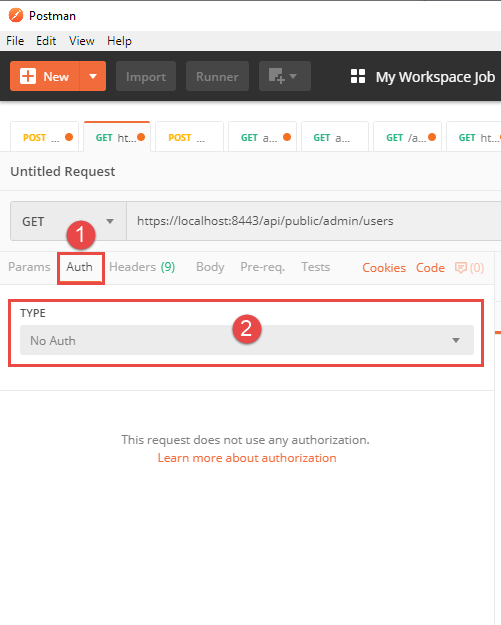 Postman
File Edit View Help
New Import Runner My Workspace Job
POST ... GET ht... POST ... GET a... GET a... GET /a... GET ht...
Untitled Request
GET https://localhost:8443/api/public/admin/users
1
Params Auth Headers (9) Body Pre-req. Tests Cookies Code (0)
TYPE
2
No Auth
This request does not use any authorization.
Learn more about authorization